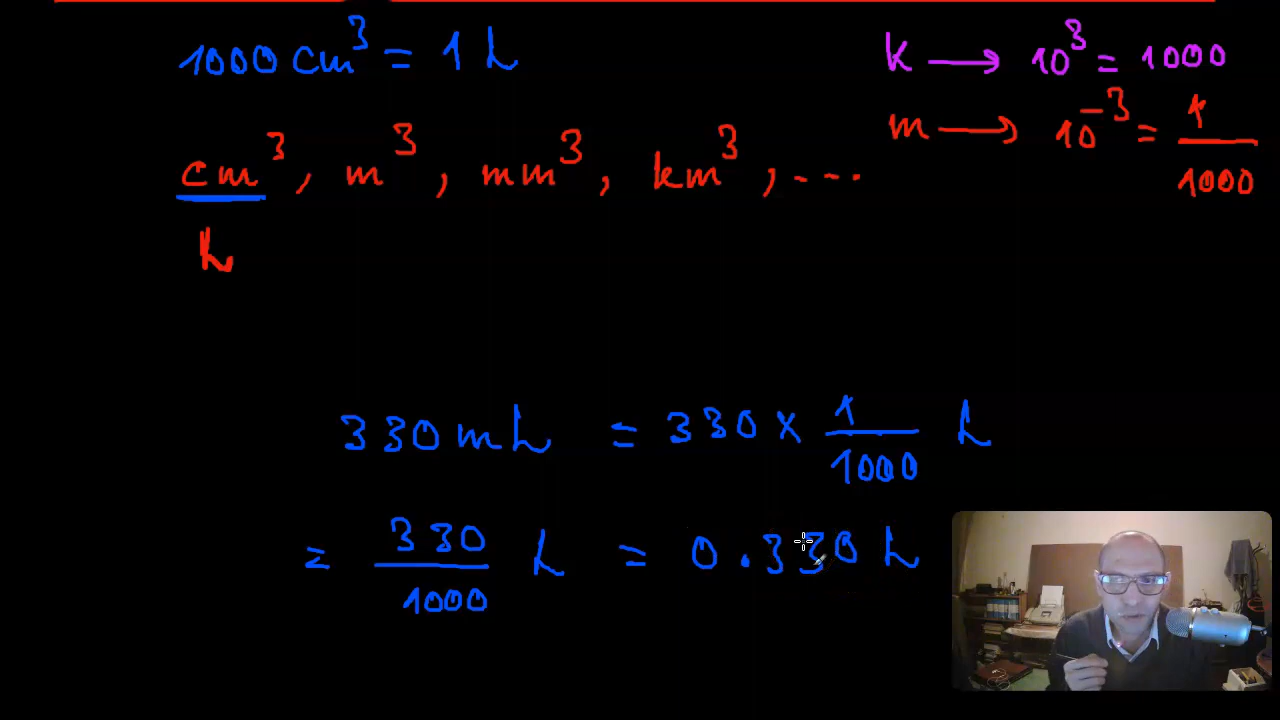 1000 cm³ = 1 L
k → 10³ = 1000
m → 10⁻³ = 1/1000
cm³, m³, mm³, km³, ....
L
330 mL = 330 × 1/1000 L
= 330/1000 L = 0.330 L